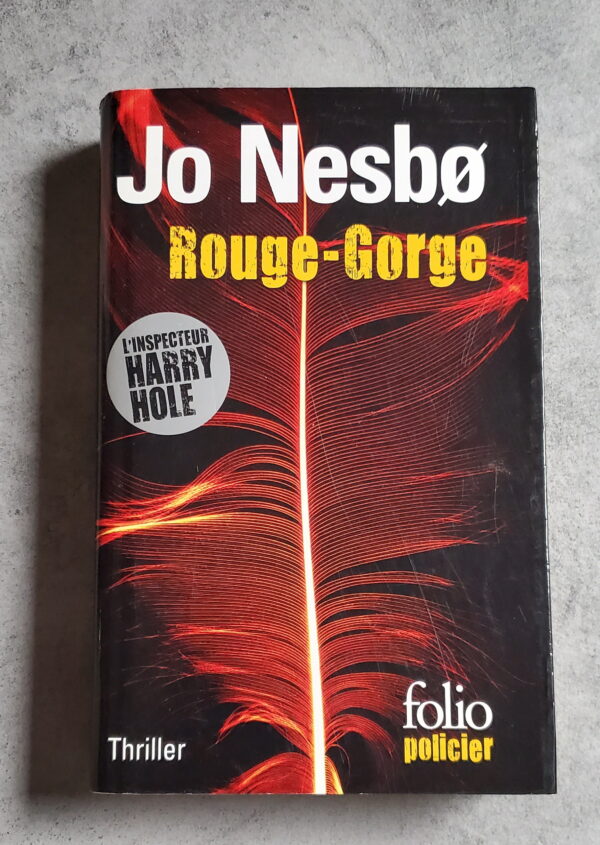 Jo Nesbø
Rouge-Gorge
L'INSPECTEUR
HARRY
HOLE
folio
policier
Thriller